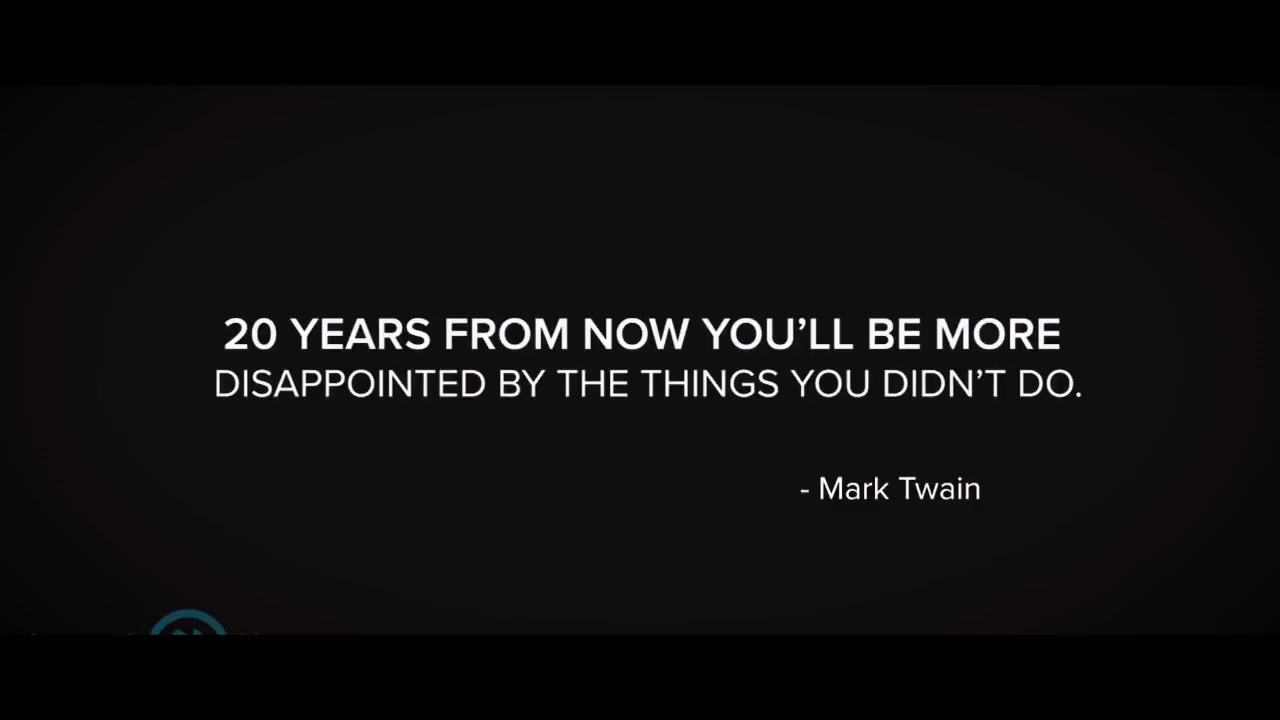 20 YEARS FROM NOW YOU’LL BE MORE
DISAPPOINTED BY THE THINGS YOU DIDN’T DO.
- Mark Twain